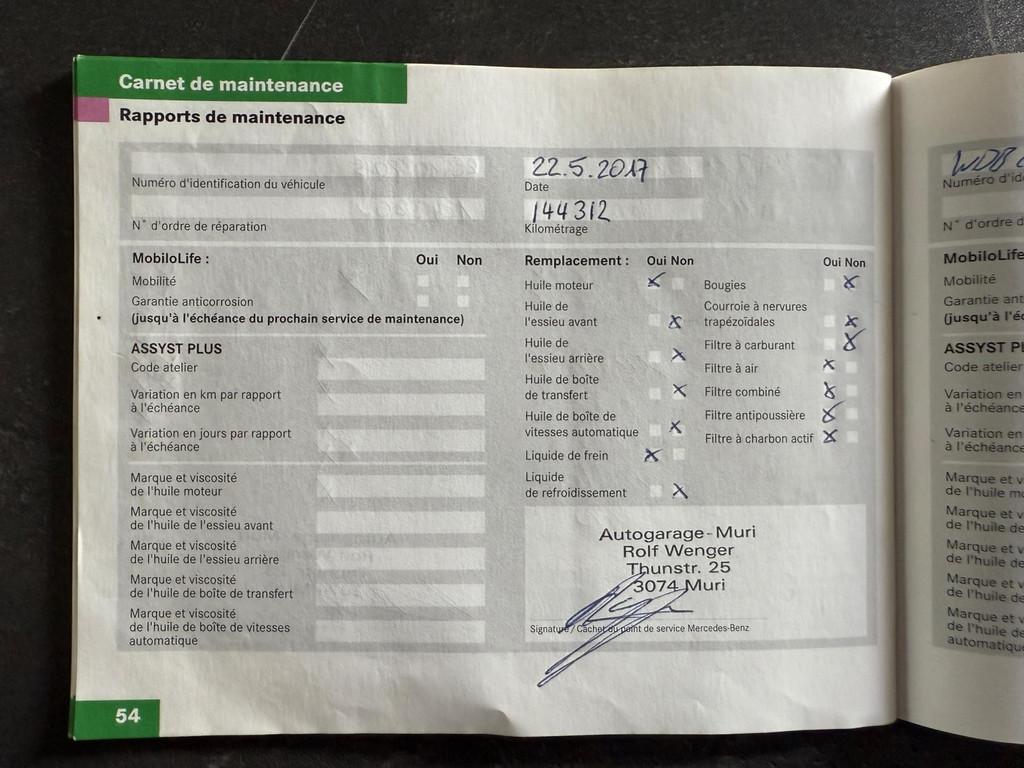 Carnet de maintenance
Rapports de maintenance
Numéro d'identification du véhicule
N° d'ordre de réparation
22.5.2017
Date
144312
Kilométrage
MobiloLife : Oui Non
Mobilité
Garantie anticorrosion
(jusqu'à l'échéance du prochain service de maintenance)
ASSYST PLUS
Code atelier
Variation en km par rapport
à l'échéance
Variation en jours par rapport
à l'échéance
Marque et viscosité
de l'huile moteur
Marque et viscosité
de l'huile de l'essieu avant
Marque et viscosité
de l'huile de l'essieu arrière
Marque et viscosité
de l'huile de boîte de transfert
Marque et viscosité
de l'huile de boîte de vitesses
automatique
Remplacement : Oui Non
Huile moteur x
Huile de
l'essieu avant x
Huile de
l'essieu arrière x
Huile de boîte
de transfert x
Huile de boîte de
vitesses automatique x
Liquide de frein x
Liquide
de refroidissement x
Oui Non
Bougies x
Courroie à nervures
trapézoïdales x
Filtre à carburant x
Filtre à air x
Filtre combiné x
Filtre antipoussière x
Filtre à charbon actif x
Autogarage-Muri
Rolf Wenger
Thunstr. 25
3074 Muri
Signature / Cachet du point de service Mercedes-Benz
54
WDB
Numéro d'id
N° d'ordre d
MobiloLife
Mobilité
Garantie ant
(jusqu'à l'éc
ASSYST PL
Code atelier
Variation en
à l'échéance
Variation en
à l'échéance
Marque et v
de l'huile mo
Marque et v
de l'huile de
Marque et v
de l'huile de
Marque et v
de l'huile de
Marque et v
de l'huile de
automatique